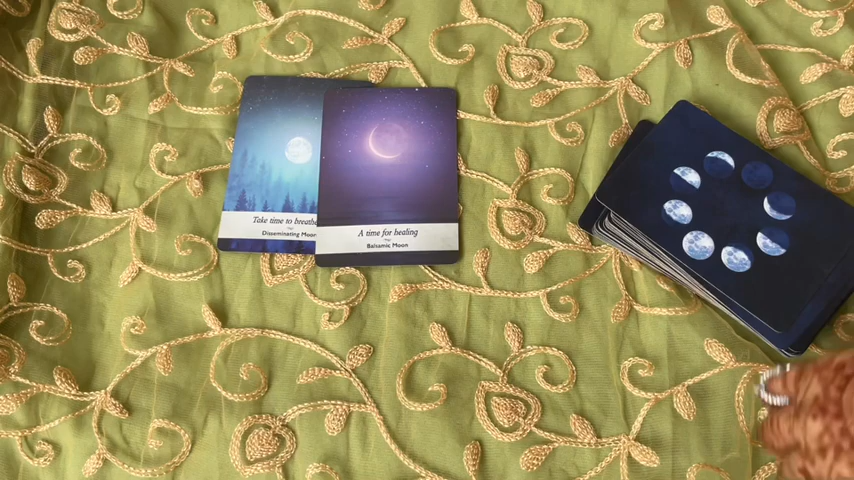 Take time to breathe
Disseminating Moon
A time for healing
Balsamic Moon